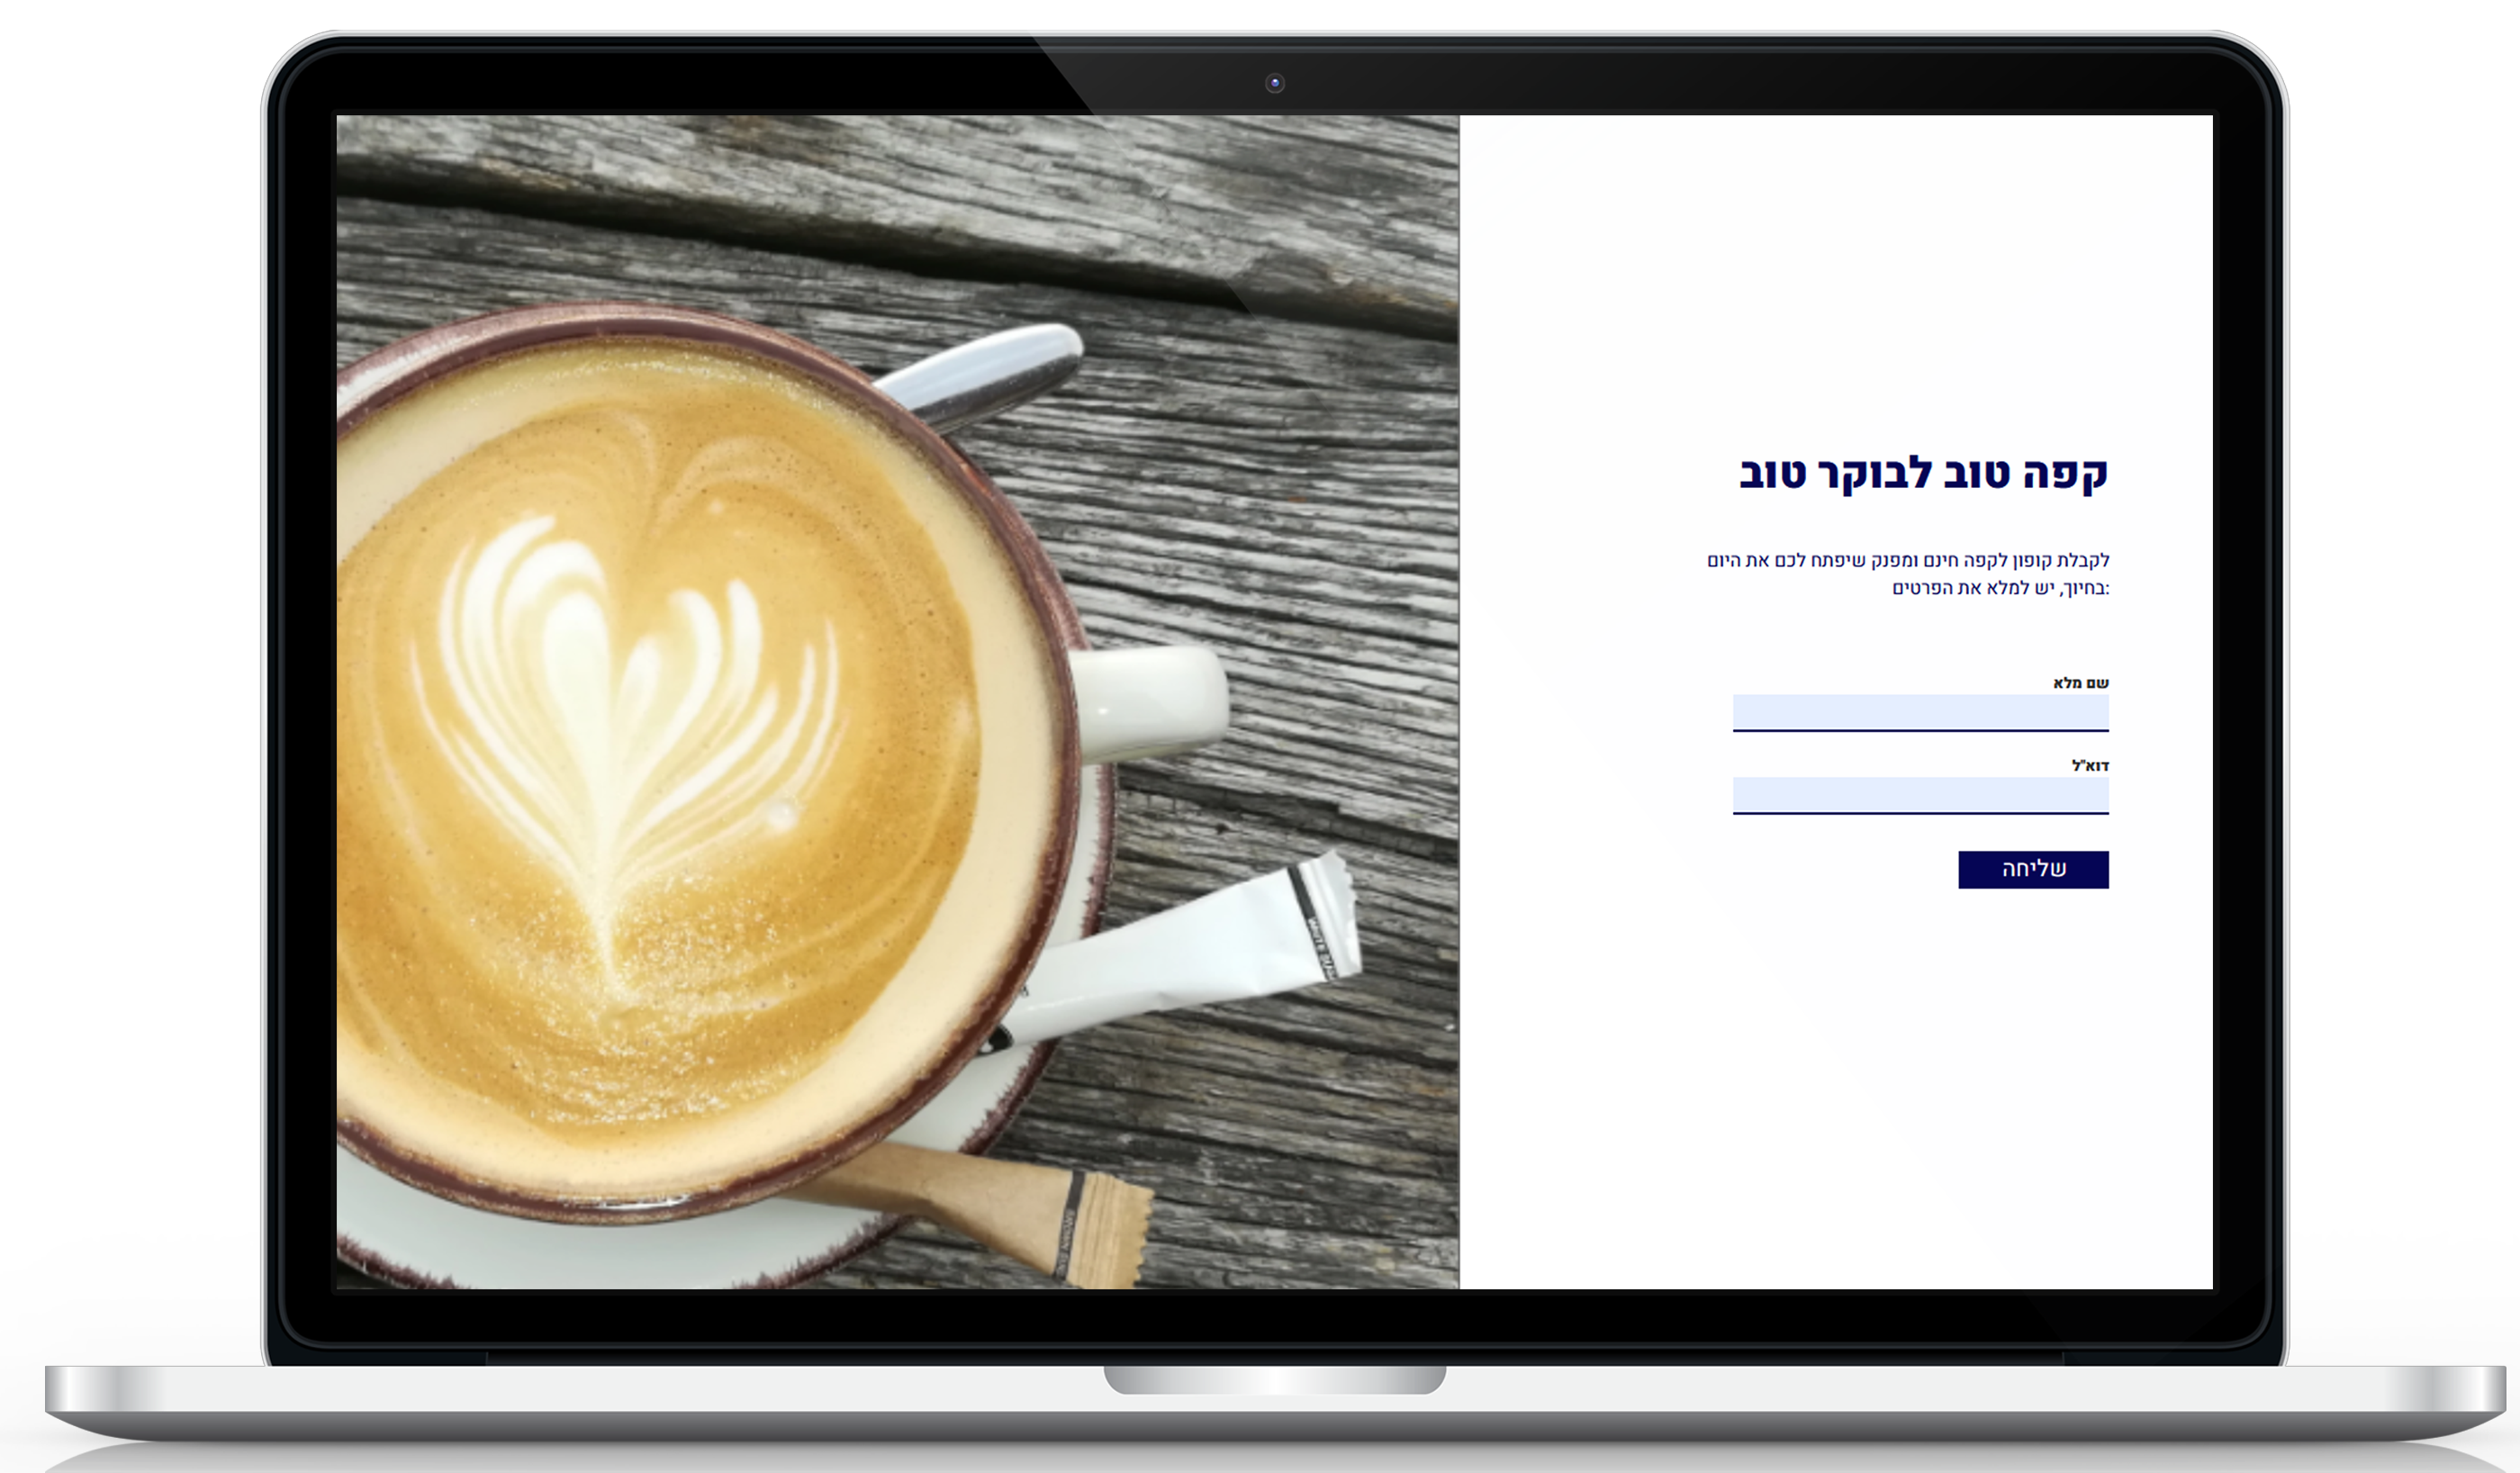 קפה טוב לבוקר טוב
לקבלת קופון לקפה חינם ומפנק שיפתח לכם את היום
:בחיוך, יש למלא את הפרטים
שם מלא
דוא"ל
שליחה